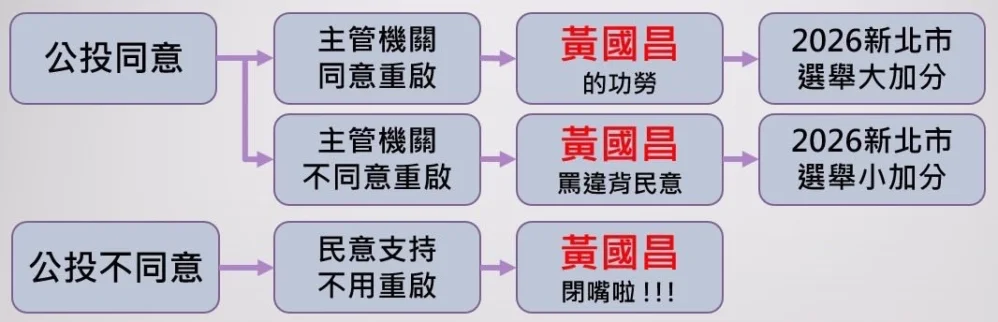 公投同意
主管機關
同意重啟
黃國昌
的功勞
2026新北市
選舉大加分
主管機關
不同意重啟
黃國昌
罵違背民意
2026新北市
選舉小加分
公投不同意
民意支持
不用重啟
黃國昌
閉嘴啦!!!